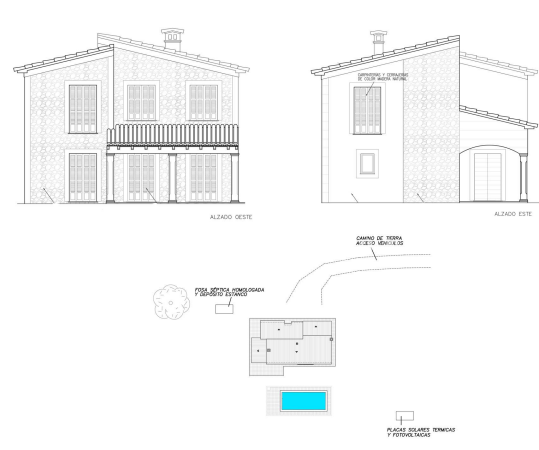 CARPINTERIAS Y CERRAJERIAS
DE COLOR MADERA NATURAL
ALZADO OESTE
ALZADO ESTE
CAMINO DE TIERRA
ACCESO VEHICULOS
FOSA SÉPTICA HOMOLOGADA
Y DEPÓSITO ESTANCO
PLACAS SOLARES TERMICAS
Y FOTOVOLTAICAS